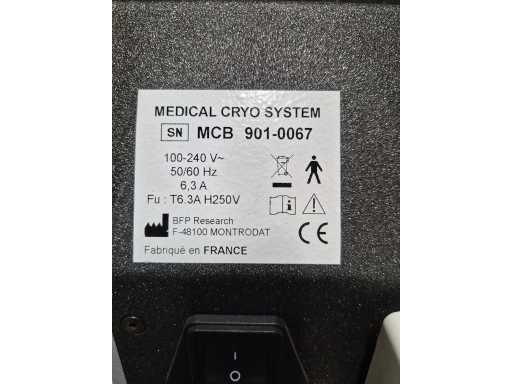 MEDICAL CRYO SYSTEM
SN MCB 901-0067
100-240 V~
50/60 Hz
6,3 A
Fu : T6.3A H250V
BFP Research
F-48100 MONTRODAT
Fabriqué en FRANCE
CE
I
O